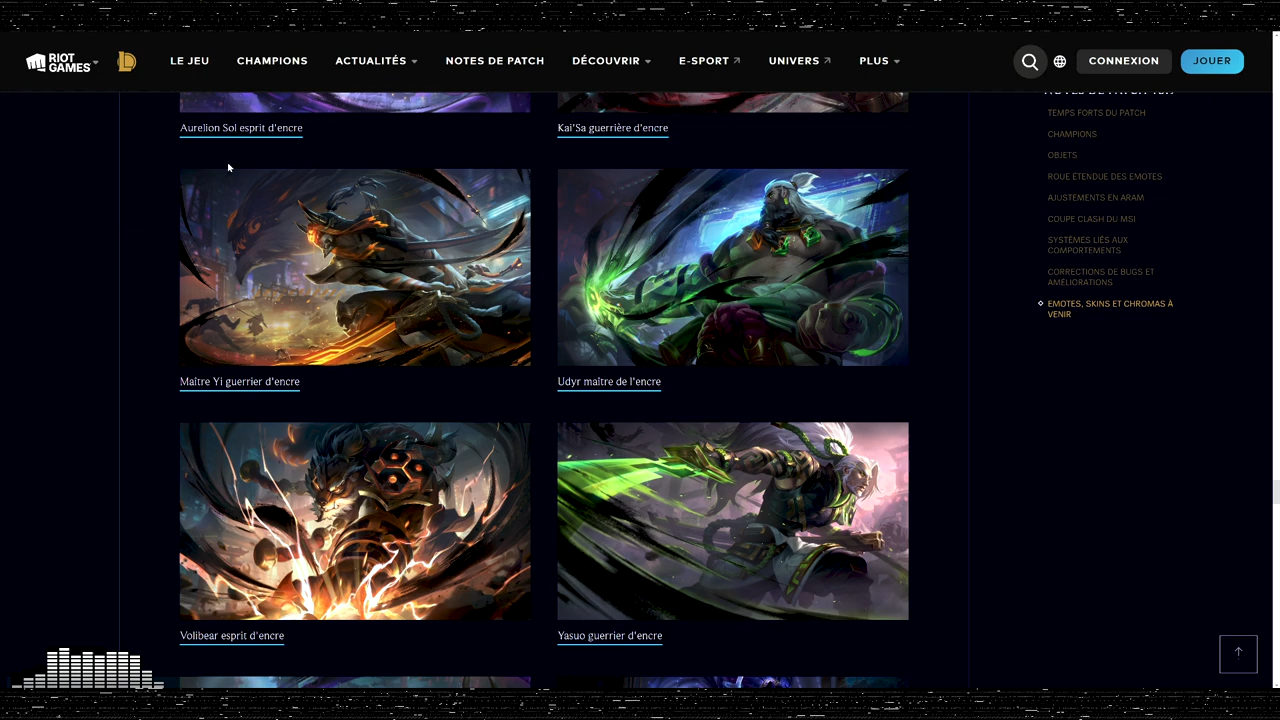 RIOT
GAMES
LE JEU
CHAMPIONS
ACTUALITÉS
NOTES DE PATCH
DÉCOUVRIR
E-SPORT
UNIVERS
PLUS
CONNEXION
JOUER
Aurelion Sol esprit d'encre
Kai'Sa guerrière d'encre
Maître Yi guerrier d'encre
Udyr maître de l'encre
Volibear esprit d'encre
Yasuo guerrier d'encre
TEMPS FORTS DU PATCH
CHAMPIONS
OBJETS
ROUE ÉTENDUE DES EMOTES
AJUSTEMENTS EN ARAM
COUPE CLASH DU MSI
SYSTÈMES LIÉS AUX
COMPORTEMENTS
CORRECTIONS DE BUGS ET
AMÉLIORATIONS
EMOTES, SKINS ET CHROMAS À
VENIR